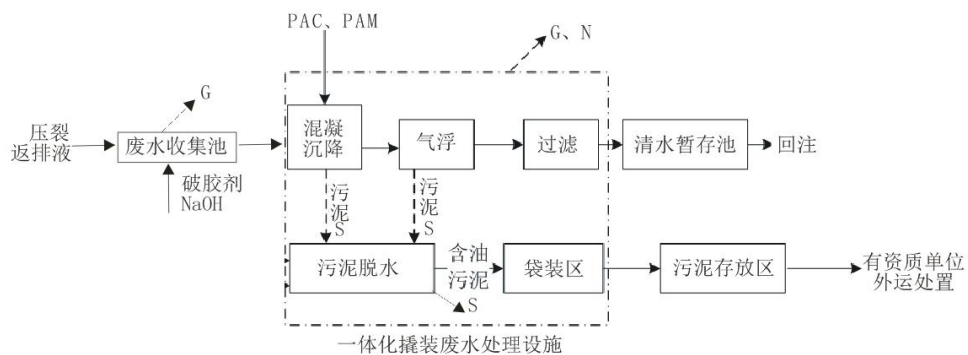 PAC、PAM
G、N
G
压裂
返排液
废水收集池
破胶剂
NaOH
混凝
沉降
气浮
过滤
清水暂存池
回注
污
泥
S
污
泥
S
污泥脱水
含油
污泥
S
袋装区
污泥存放区
有资质单位
外运处置
一体化撬装废水处理设施